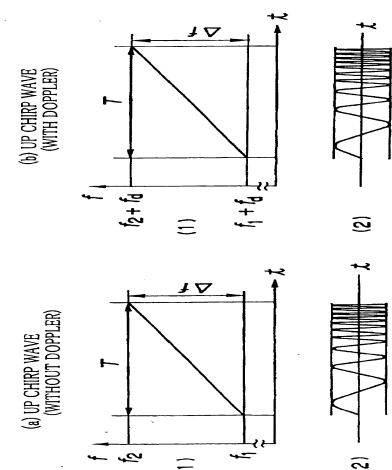 (a) UP CHIRP WAVE
(WITHOUT DOPPLER)
f
T
f2
Δf
1)
f1
t
2)
t
(b) UP CHIRP WAVE
(WITH DOPPLER)
f
T
f2 + fd
Δf
(1)
f1 + fd
t
(2)
t